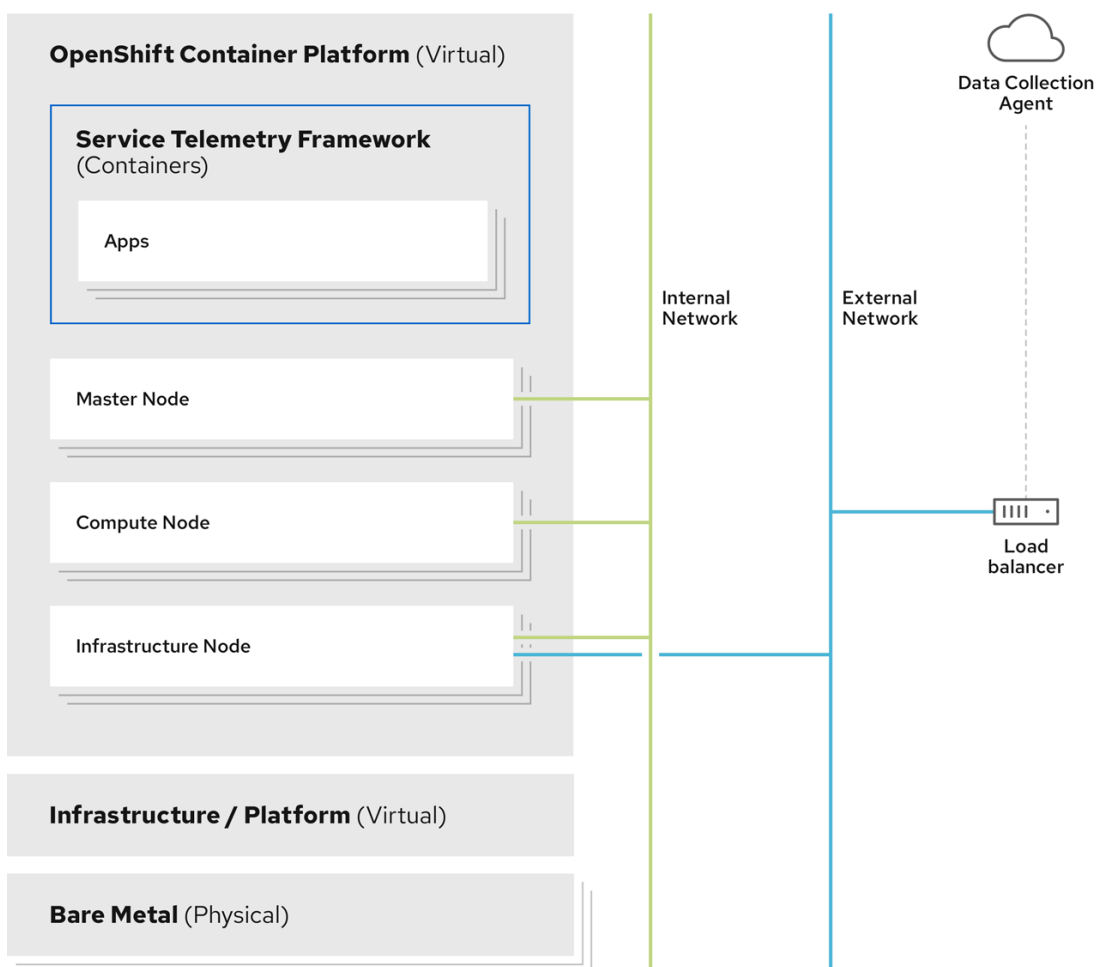 OpenShift Container Platform (Virtual)
Service Telemetry Framework
(Containers)
Apps
Master Node
Compute Node
Infrastructure Node
Infrastructure / Platform (Virtual)
Bare Metal (Physical)
Internal
Network
External
Network
Data Collection
Agent
Load
balancer